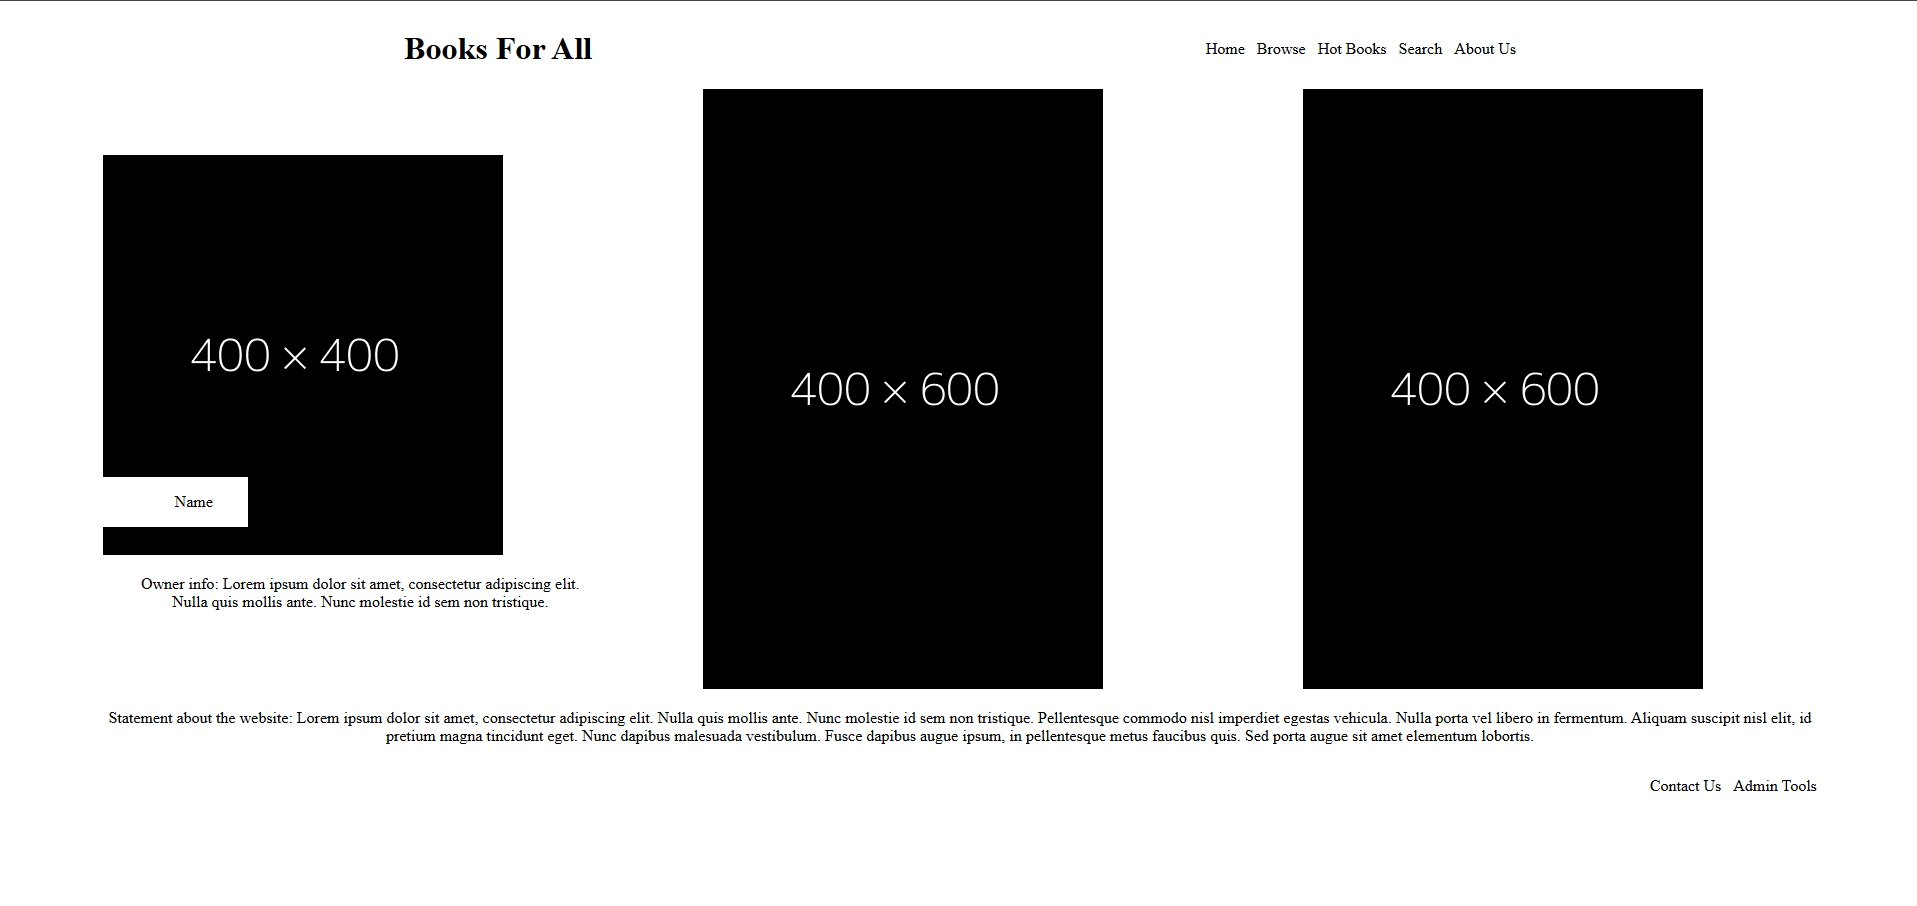 Books For All
Home Browse Hot Books Search About Us
400 × 400
Name
Owner info: Lorem ipsum dolor sit amet, consectetur adipiscing elit.
Nulla quis mollis ante. Nunc molestie id sem non tristique.
400 × 600
400 × 600
Statement about the website: Lorem ipsum dolor sit amet, consectetur adipiscing elit. Nulla quis mollis ante. Nunc molestie id sem non tristique. Pellentesque commodo nisl imperdiet egestas vehicula. Nulla porta vel libero in fermentum. Aliquam suscipit nisl elit, id
pretium magna tincidunt eget. Nunc dapibus malesuada vestibulum. Fusce dapibus augue ipsum, in pellentesque metus faucibus quis. Sed porta augue sit amet elementum lobortis.
Contact Us Admin Tools